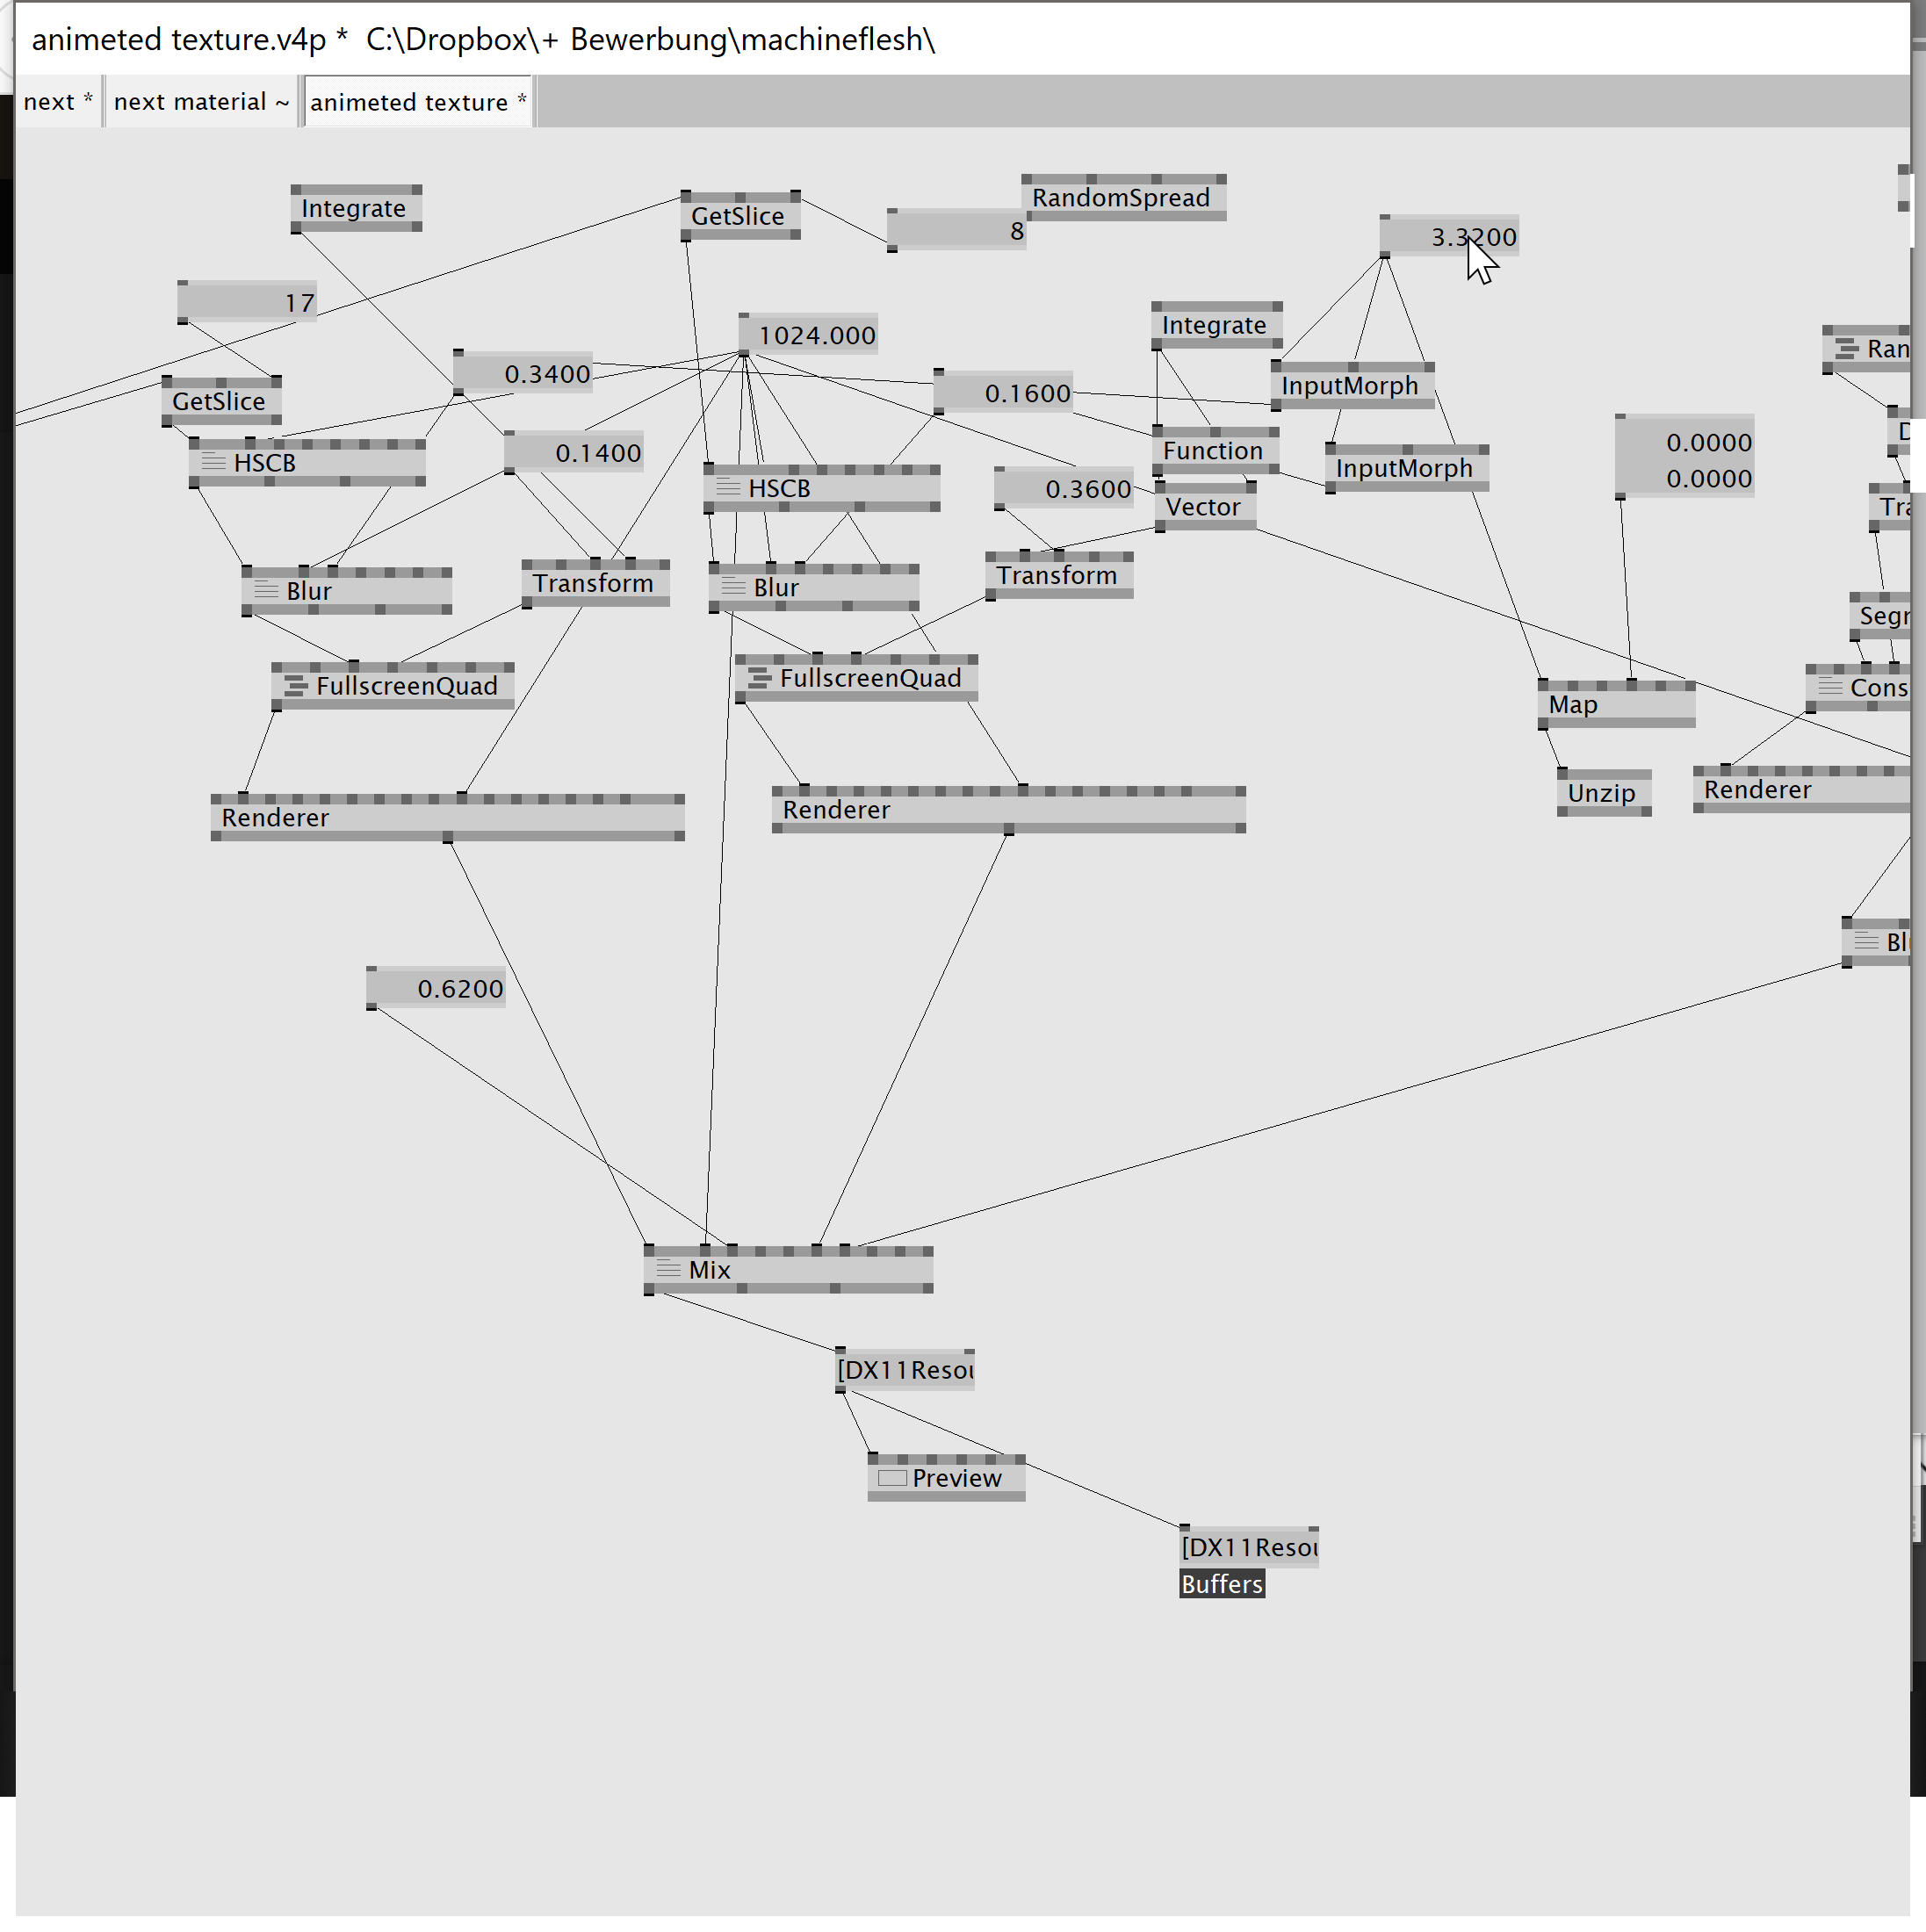 animeted texture.v4p *  C:\Dropbox\+ Bewerbung\machineflesh\
next *
next material ~
animeted texture *
Integrate
GetSlice
RandomSpread
8
3.3200
17
Integrate
1024.000
Ran
0.3400
InputMorph
0.1600
GetSlice
D
0.0000
0.0000
Function
0.1400
HSCB
InputMorph
HSCB
0.3600
Vector
Tra
Transform
Transform
Blur
Blur
Segr
FullscreenQuad
FullscreenQuad
Cons
Map
Renderer
Unzip
Renderer
Renderer
Bl
0.6200
Mix
[DX11Resou
Preview
[DX11Resou
Buffers